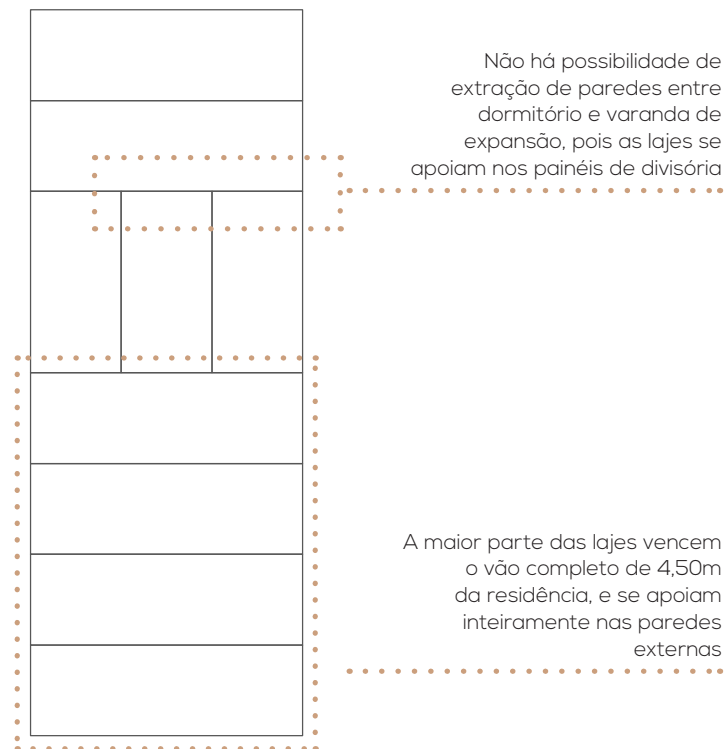 Não há possibilidade de
extração de paredes entre
dormitório e varanda de
expansão, pois as lajes se
apoiam nos painéis de divisória
A maior parte das lajes vencem
o vão completo de 4,50m
da residência, e se apoiam
inteiramente nas paredes
externas